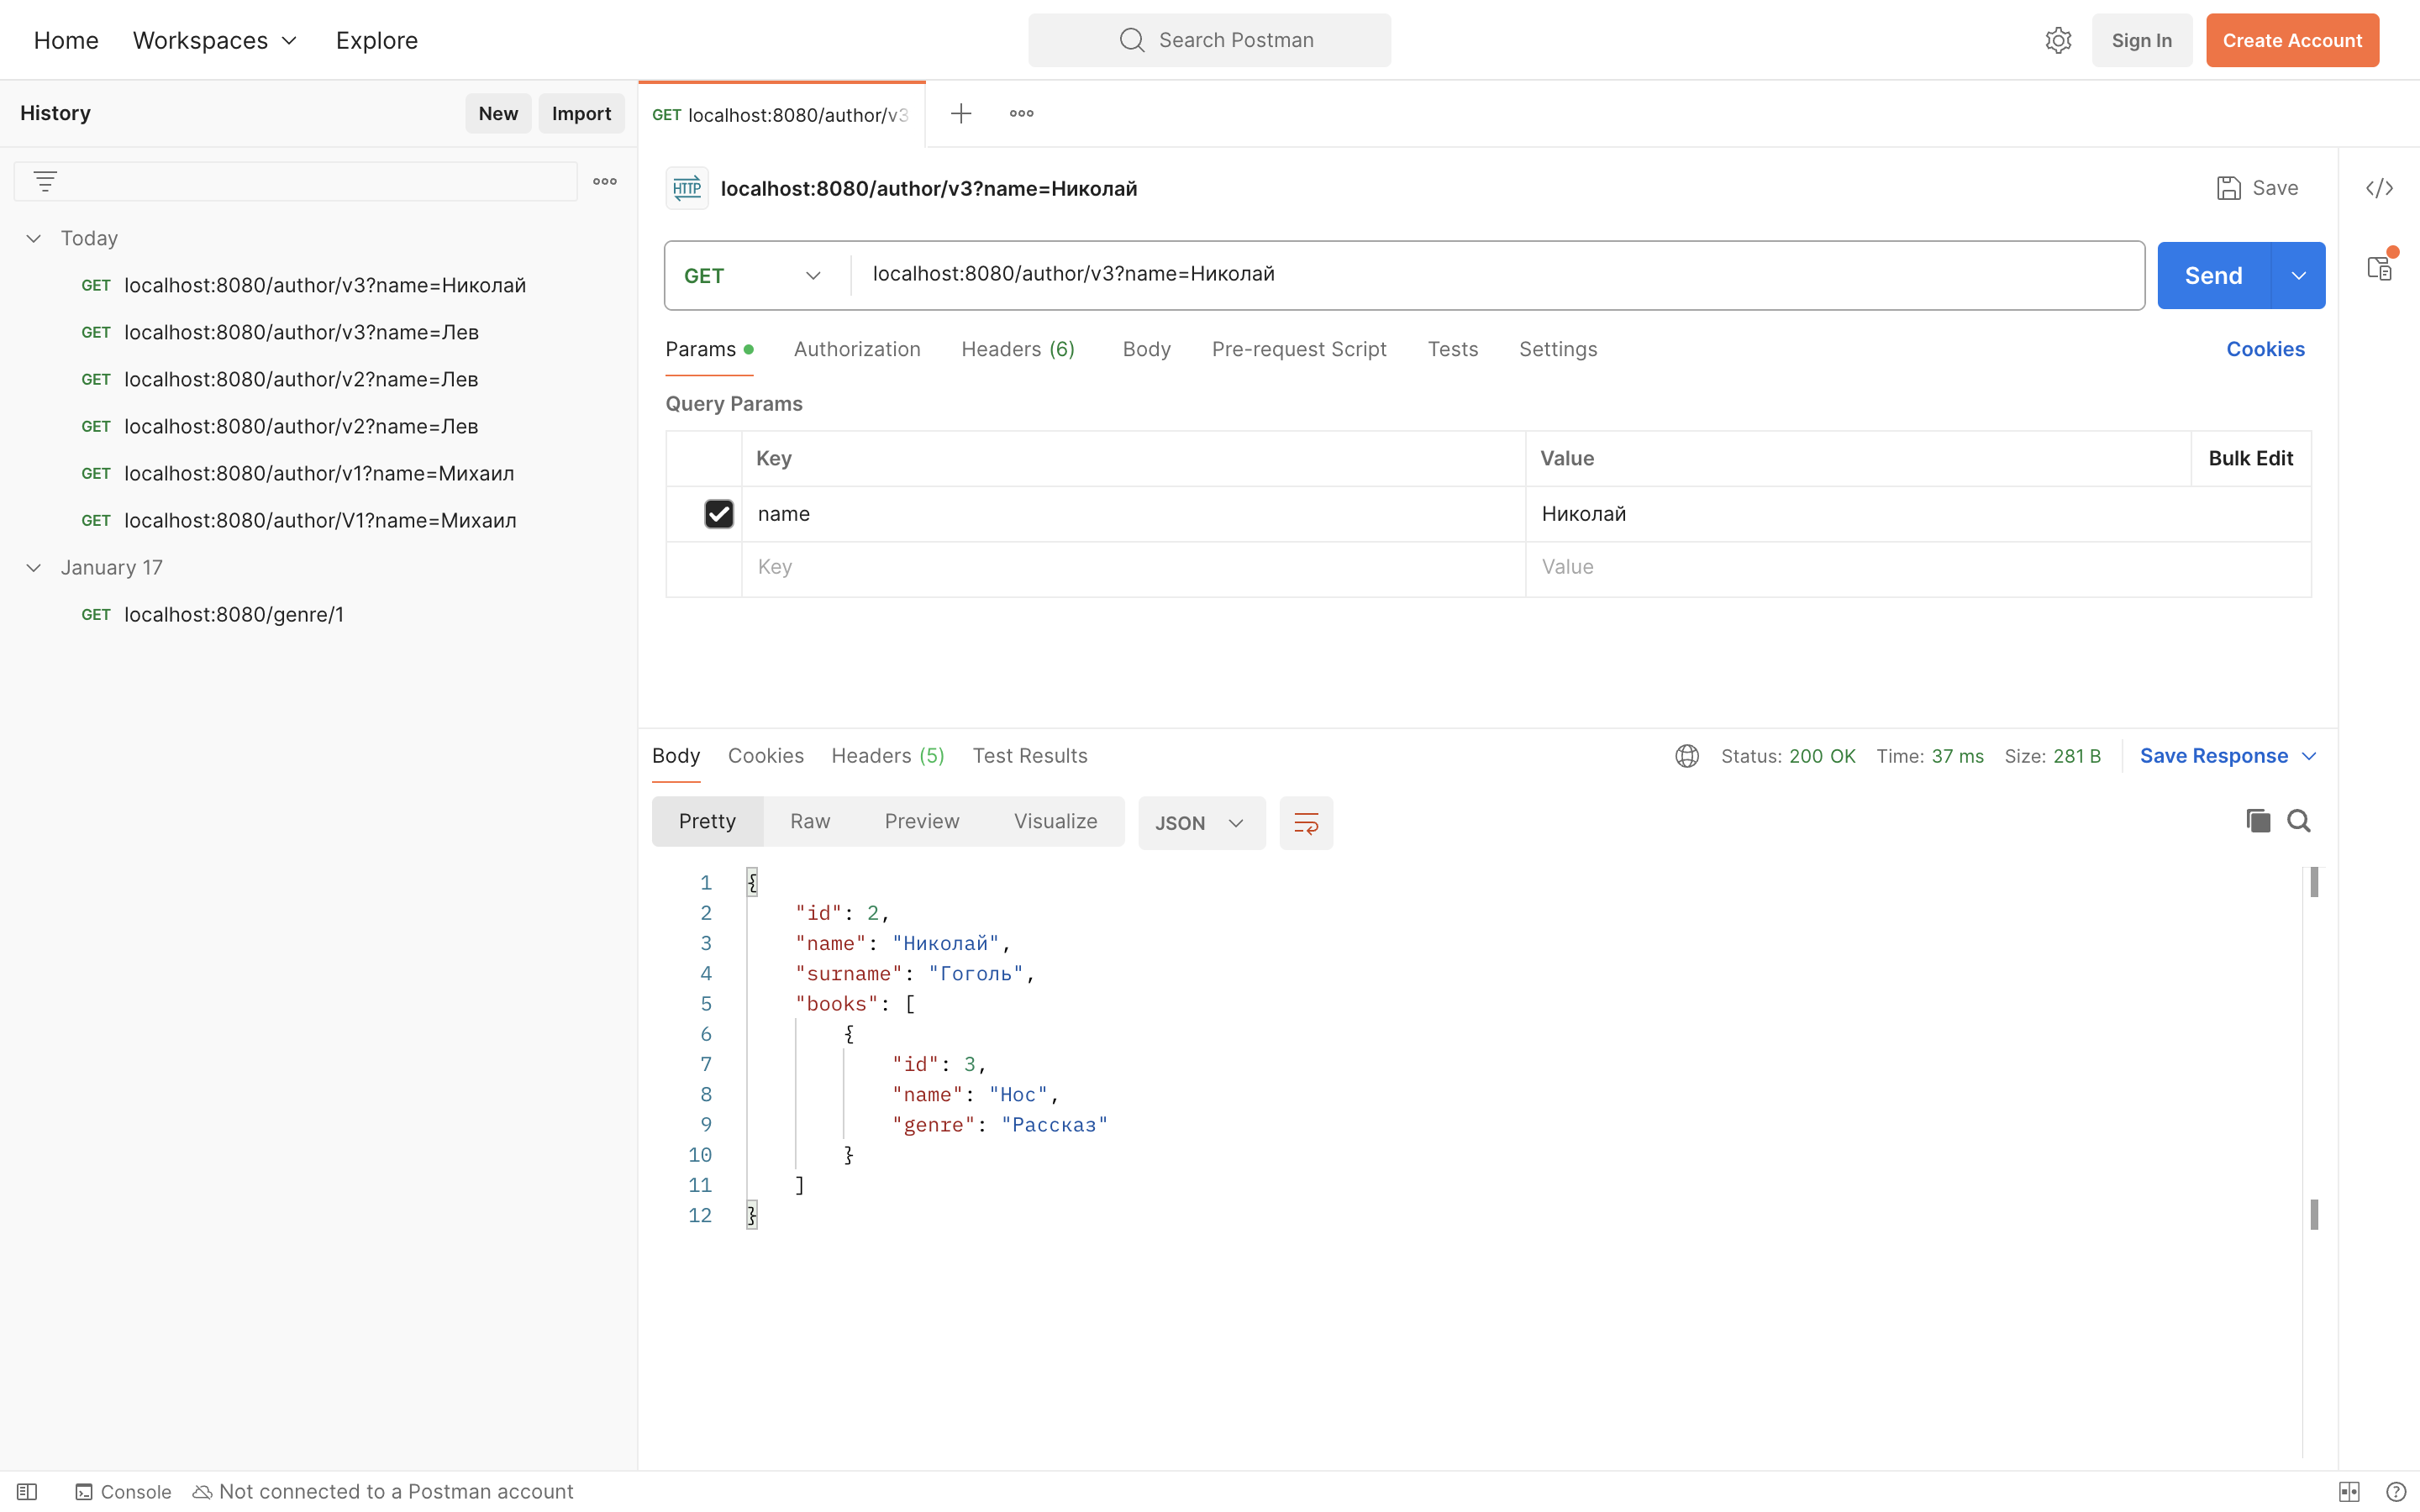 Home Workspaces Explore Search Postman Sign In Create Account
History New Import GET localhost:8080/author/v3
HTTP localhost:8080/author/v3?name=Николай Save
Today
GET localhost:8080/author/v3?name=Николай
GET localhost:8080/author/v3?name=Лев
GET localhost:8080/author/v2?name=Лев
GET localhost:8080/author/v2?name=Лев
GET localhost:8080/author/v1?name=Михаил
GET localhost:8080/author/V1?name=Михаил
January 17
GET localhost:8080/genre/1
GET localhost:8080/author/v3?name=Николай Send
Params Authorization Headers (6) Body Pre-request Script Tests Settings Cookies
Query Params
Key Value Bulk Edit
name Николай
Key Value
Body Cookies Headers (5) Test Results Status: 200 OK Time: 37 ms Size: 281 B Save Response
Pretty Raw Preview Visualize JSON
1 {
2 "id": 2,
3 "name": "Николай",
4 "surname": "Гоголь",
5 "books": [
6 {
7 "id": 3,
8 "name": "Нос",
9 "genre": "Рассказ"
10 }
11 ]
12 }
Console Not connected to a Postman account